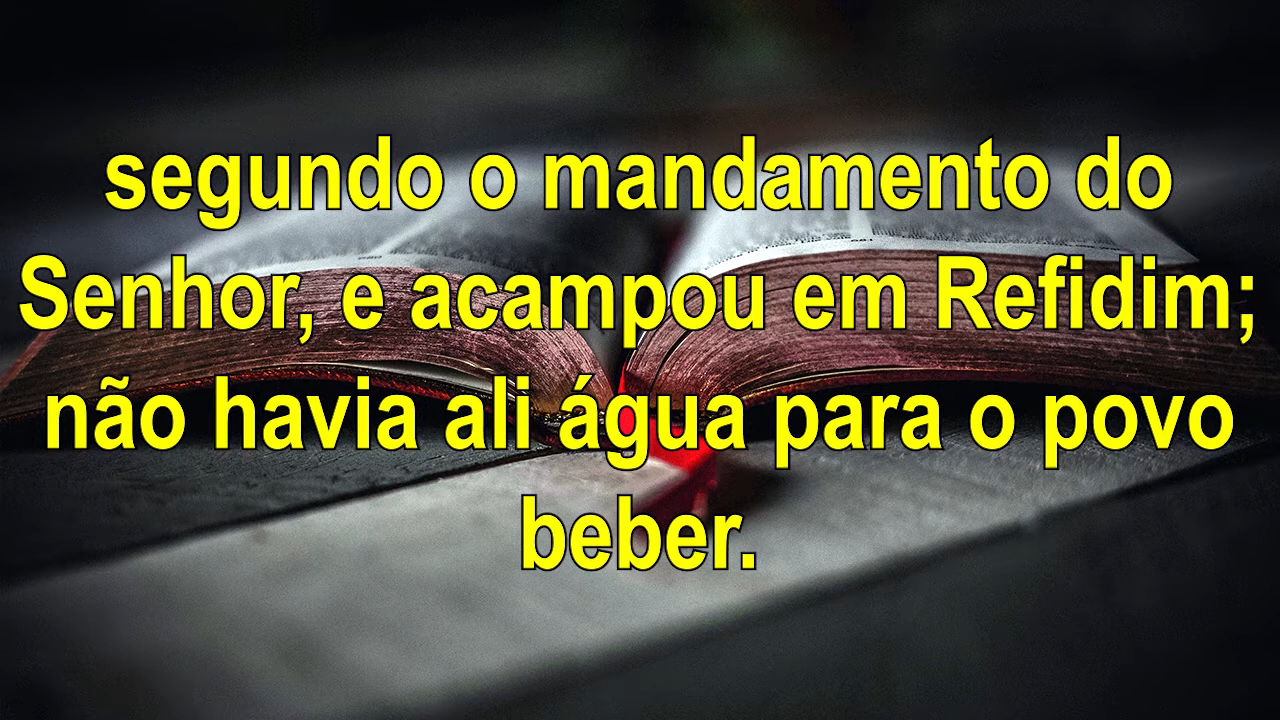 segundo o mandamento do
Senhor, e acampou em Refidim;
não havia ali água para o povo
beber.